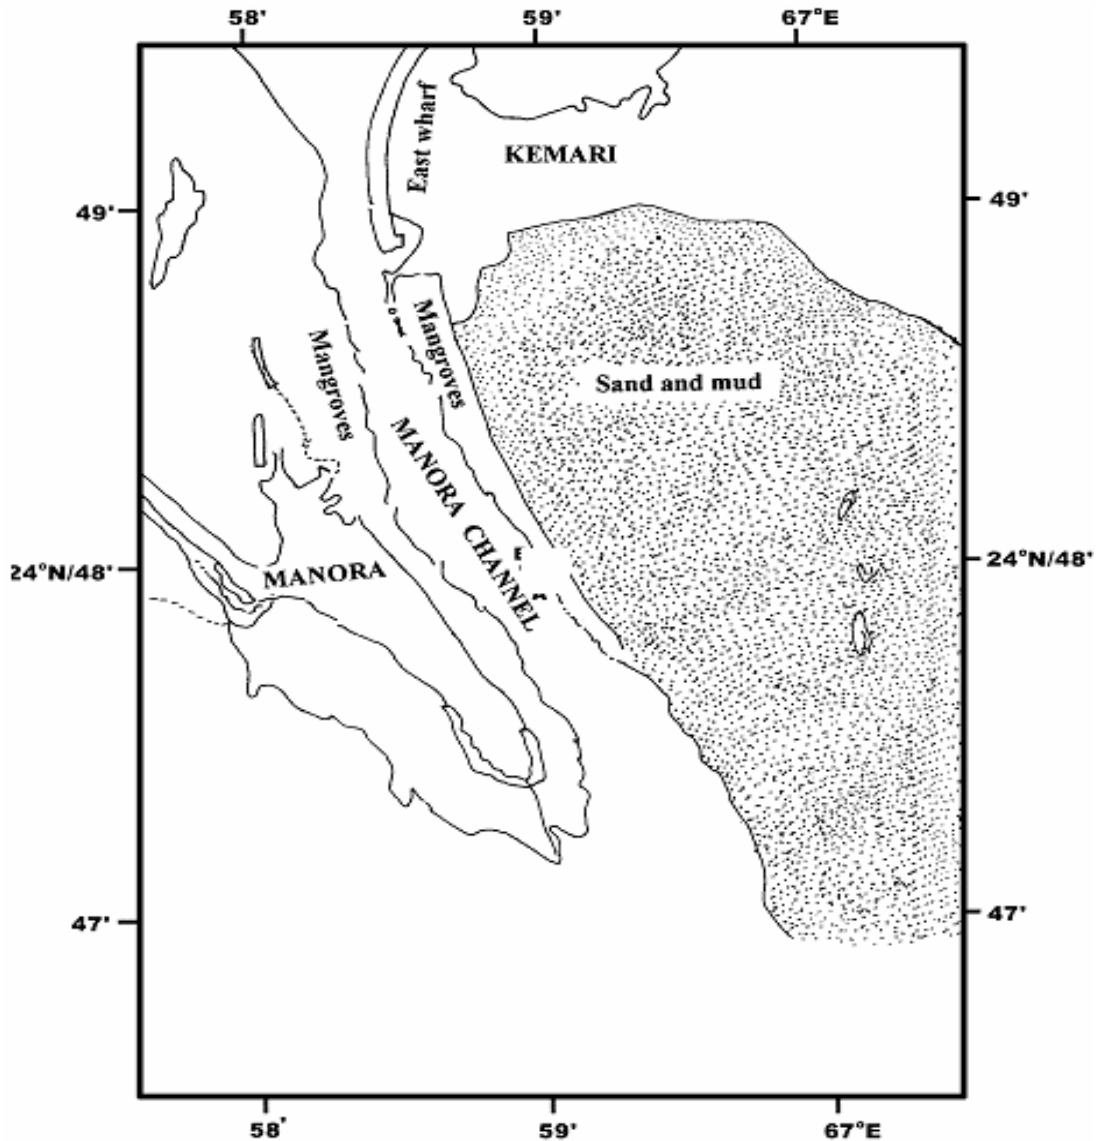 58'
59'
67°E
East wharf
KEMARI
49'
49'
Mangroves
Mangroves
Sand and mud
MANORA CHANNEL
E
24°N/48'
24°N/48'
MANORA
47'
47'
58'
59'
67°E